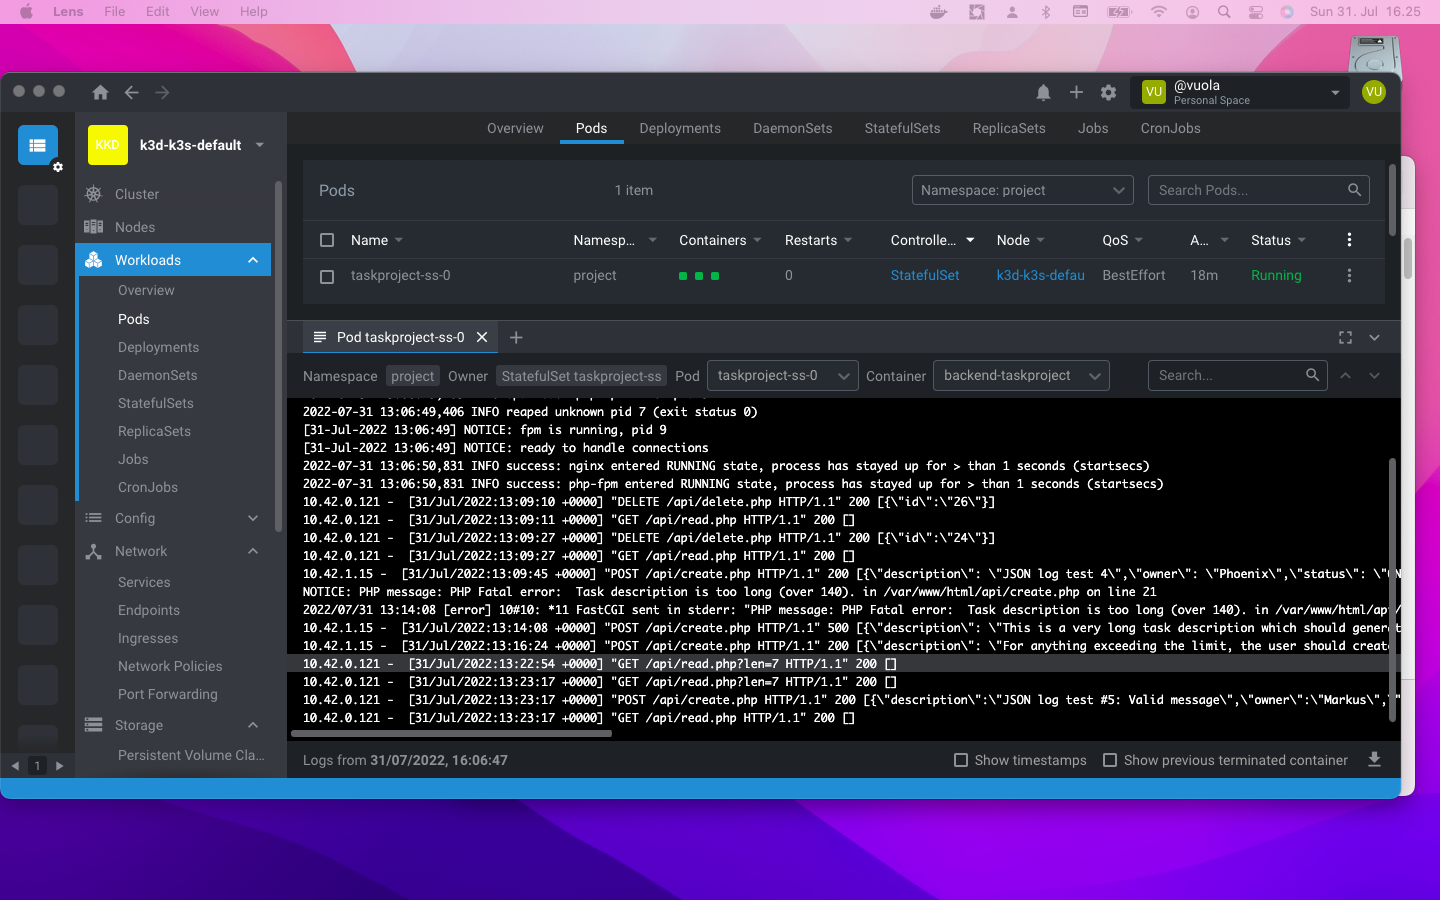 Lens File Edit View Help Sun 31. Jul 16.25
VU @vuola VU
Personal Space
KKD k3d-k3s-default
Overview Pods Deployments DaemonSets StatefulSets ReplicaSets Jobs CronJobs
Cluster
Nodes
Workloads
Overview
Pods
Deployments
DaemonSets
StatefulSets
ReplicaSets
Jobs
CronJobs
Config
Network
Services
Endpoints
Ingresses
Network Policies
Port Forwarding
Storage
Persistent Volume Cla...
1
Pods 1 item Namespace: project Search Pods...
Name Namesp... Containers Restarts Controlle... Node QoS A... Status
taskproject-ss-0 project 0 StatefulSet k3d-k3s-defau BestEffort 18m Running
Pod taskproject-ss-0
Namespace project Owner StatefulSet taskproject-ss Pod taskproject-ss-0 Container backend-taskproject Search...
2022-07-31 13:06:49,406 INFO reaped unknown pid 7 (exit status 0)
[31-Jul-2022 13:06:49] NOTICE: fpm is running, pid 9
[31-Jul-2022 13:06:49] NOTICE: ready to handle connections
2022-07-31 13:06:50,831 INFO success: nginx entered RUNNING state, process has stayed up for > than 1 seconds (startsecs)
2022-07-31 13:06:50,831 INFO success: php-fpm entered RUNNING state, process has stayed up for > than 1 seconds (startsecs)
10.42.0.121 -  [31/Jul/2022:13:09:10 +0000] "DELETE /api/delete.php HTTP/1.1" 200 [{\"id\":\"26\"}]
10.42.0.121 -  [31/Jul/2022:13:09:11 +0000] "GET /api/read.php HTTP/1.1" 200 []
10.42.0.121 -  [31/Jul/2022:13:09:27 +0000] "DELETE /api/delete.php HTTP/1.1" 200 [{\"id\":\"24\"}]
10.42.0.121 -  [31/Jul/2022:13:09:27 +0000] "GET /api/read.php HTTP/1.1" 200 []
10.42.1.15 -  [31/Jul/2022:13:09:45 +0000] "POST /api/create.php HTTP/1.1" 200 [{\"description\": \"JSON log test 4\",\"owner\": \"Phoenix\",\"status\": \"
NOTICE: PHP message: PHP Fatal error:  Task description is too long (over 140). in /var/www/html/api/create.php on line 21
2022/07/31 13:14:08 [error] 10#10: *11 FastCGI sent in stderr: "PHP message: PHP Fatal error:  Task description is too long (over 140). in /var/www/html/api/
10.42.1.15 -  [31/Jul/2022:13:14:08 +0000] "POST /api/create.php HTTP/1.1" 500 [{\"description\": \"This is a very long task description which should generat
10.42.1.15 -  [31/Jul/2022:13:16:24 +0000] "POST /api/create.php HTTP/1.1" 200 [{\"description\": \"For anything exceeding the limit, the user should create
10.42.0.121 -  [31/Jul/2022:13:22:54 +0000] "GET /api/read.php?len=7 HTTP/1.1" 200 []
10.42.0.121 -  [31/Jul/2022:13:23:17 +0000] "GET /api/read.php?len=7 HTTP/1.1" 200 []
10.42.0.121 -  [31/Jul/2022:13:23:17 +0000] "POST /api/create.php HTTP/1.1" 200 [{\"description\":\"JSON log test #5: Valid message\",\"owner\":\"Markus\",\"
10.42.0.121 -  [31/Jul/2022:13:23:17 +0000] "GET /api/read.php HTTP/1.1" 200 []
Logs from 31/07/2022, 16:06:47 Show timestamps Show previous terminated container